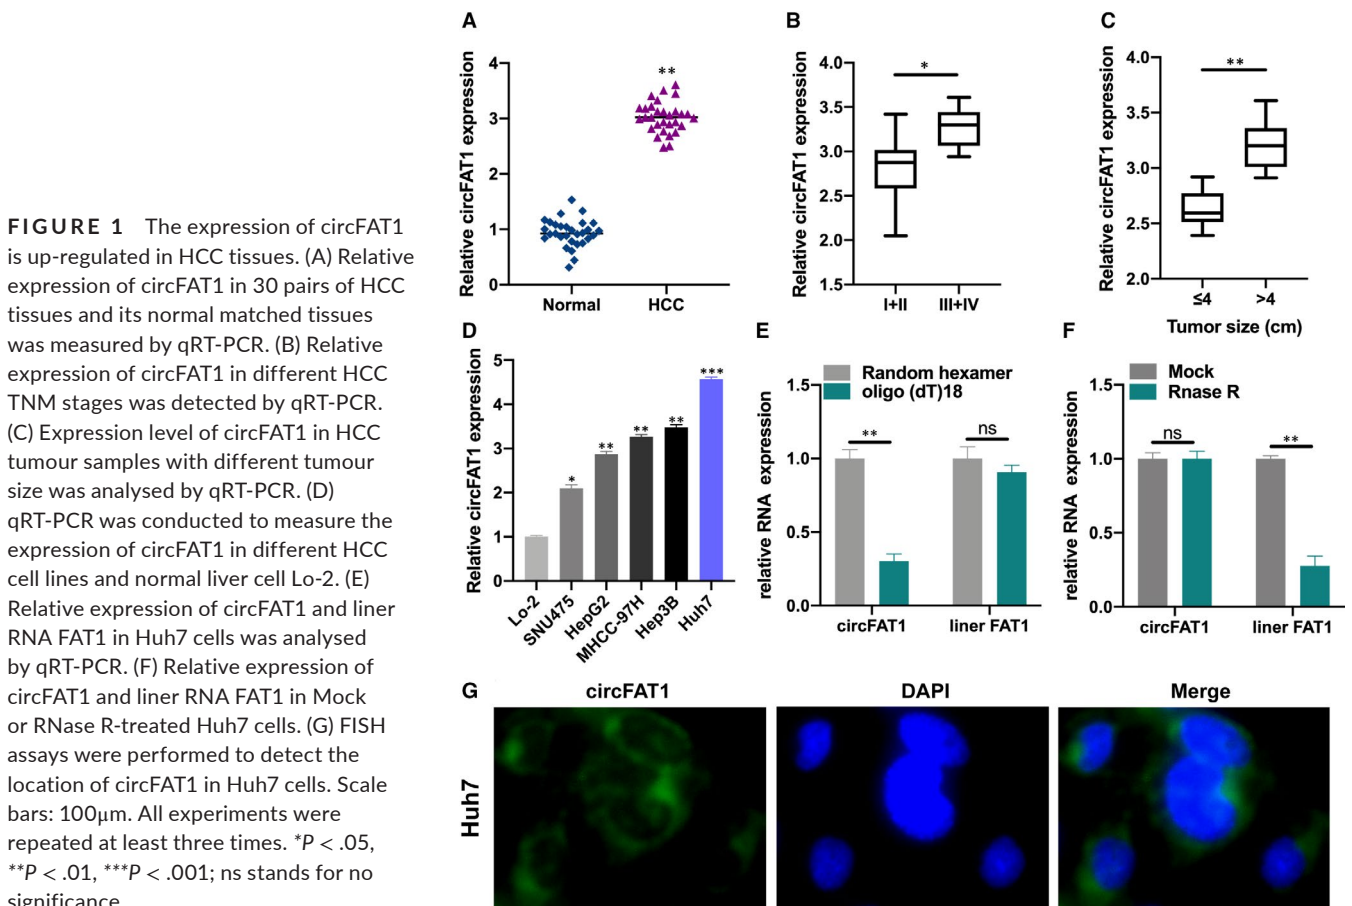 FIGURE 1 The expression of circFAT1
is up-regulated in HCC tissues. (A) Relative
expression of circFAT1 in 30 pairs of HCC
tissues and its normal matched tissues
was measured by qRT-PCR. (B) Relative
expression of circFAT1 in different HCC
TNM stages was detected by qRT-PCR.
(C) Expression level of circFAT1 in HCC
tumour samples with different tumour
size was analysed by qRT-PCR. (D)
qRT-PCR was conducted to measure the
expression of circFAT1 in different HCC
cell lines and normal liver cell Lo-2. (E)
Relative expression of circFAT1 and liner
RNA FAT1 in Huh7 cells was analysed
by qRT-PCR. (F) Relative expression of
circFAT1 and liner RNA FAT1 in Mock
or RNase R-treated Huh7 cells. (G) FISH
assays were performed to detect the
location of circFAT1 in Huh7 cells. Scale
bars: 100μm. All experiments were
repeated at least three times. *P < .05,
**P < .01, ***P < .001; ns stands for no
significance
A
Relative circFAT1 expression
4
3
2
1
0
**
Normal
HCC
B
Relative circFAT1 expression
4.0
3.5
3.0
2.5
2.0
1.5
*
I+II
III+IV
C
Relative circFAT1 expression
4.0
3.5
3.0
2.5
2.0
**
≤4
>4
Tumor size (cm)
D
Relative circFAT1 expression
5
4
3
2
1
0
*
**
**
**
***
Lo-2
SNU475
HepG2
MHCC-97H
Hep3B
Huh7
E
relative RNA expression
1.5
1.0
0.5
0.0
Random hexamer
oligo (dT)18
**
ns
circFAT1
liner FAT1
F
relative RNA expression
1.5
1.0
0.5
0.0
Mock
Rnase R
ns
**
circFAT1
liner FAT1
G
circFAT1
DAPI
Merge
Huh7